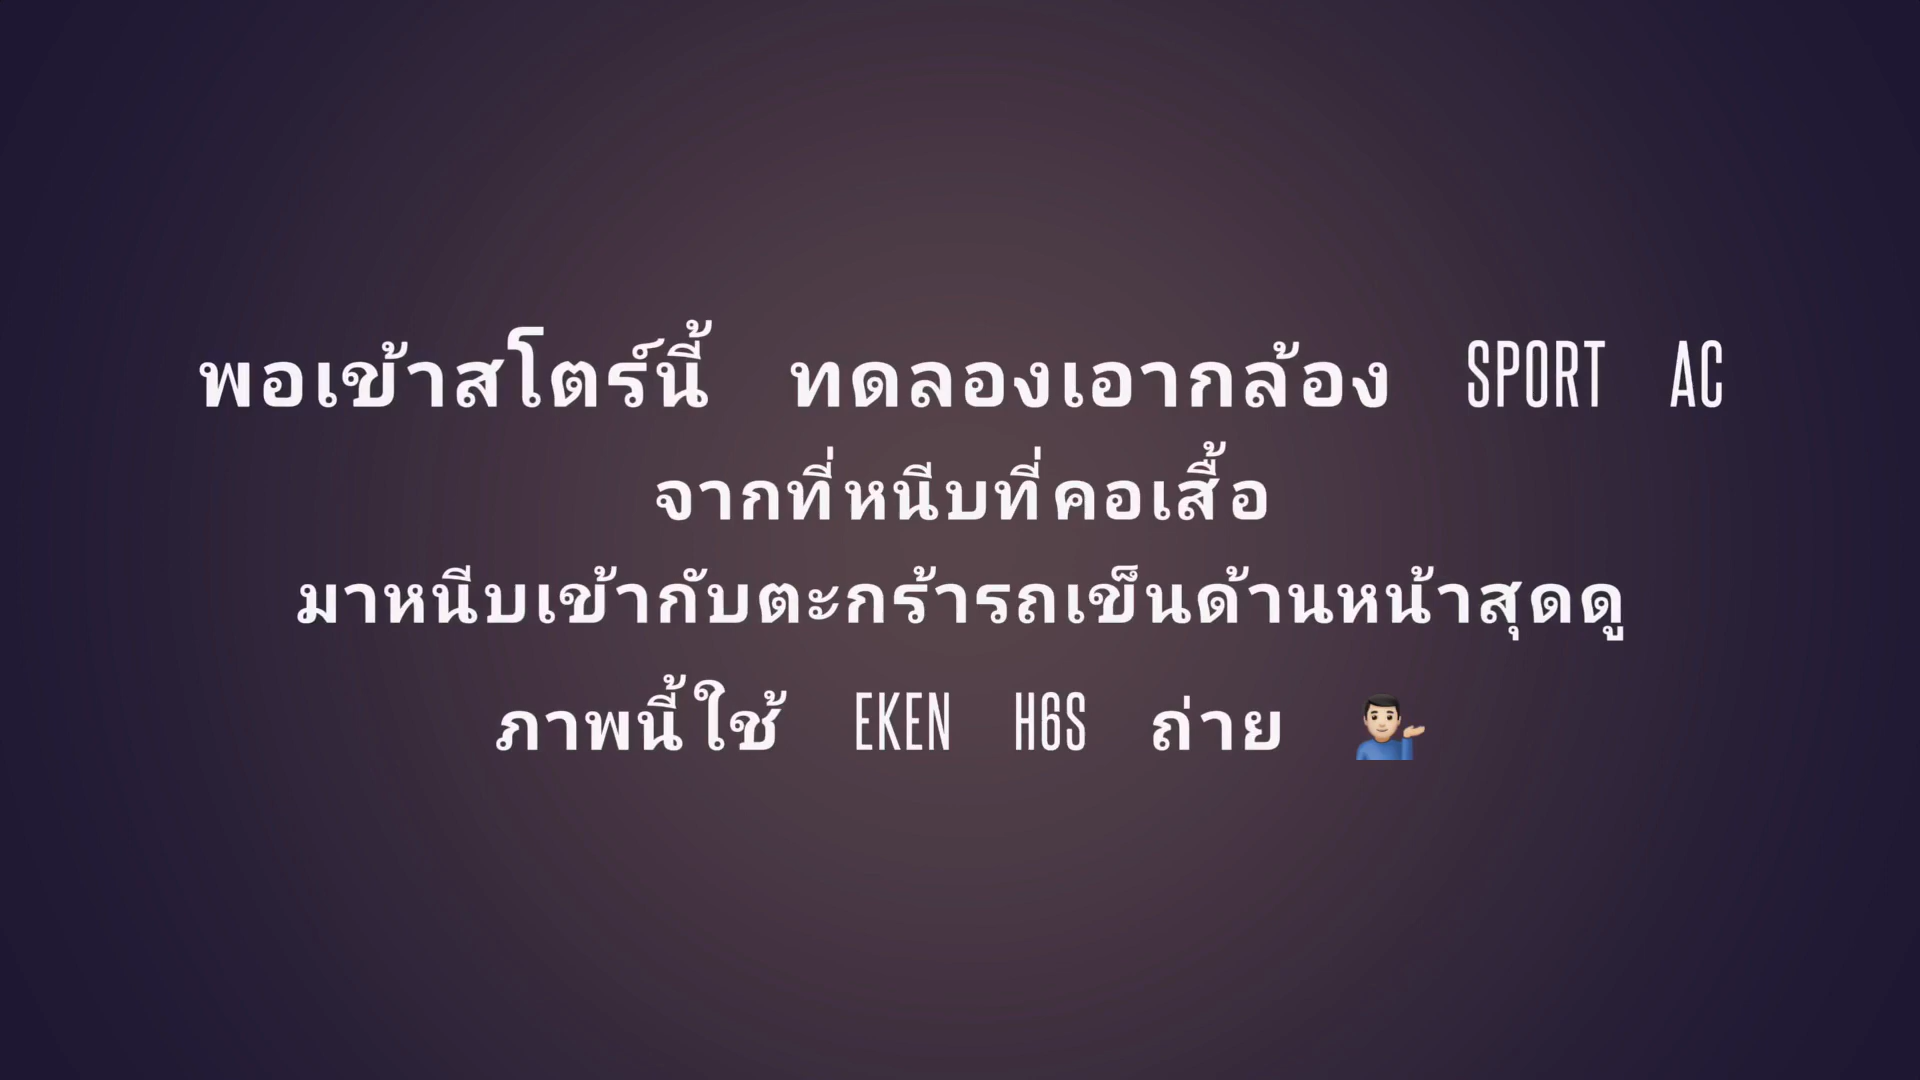 พอเข้าสโตร์นี้ ทดลองเอากล้อง SPORT AC
จากที่หนีบที่คอเสื้อ
มาหนีบเข้ากับตะกร้ารถเข็นด้านหน้าสุดดู
ภาพนี้ใช้ EKEN H6S ถ่าย 💁🏻‍♂️